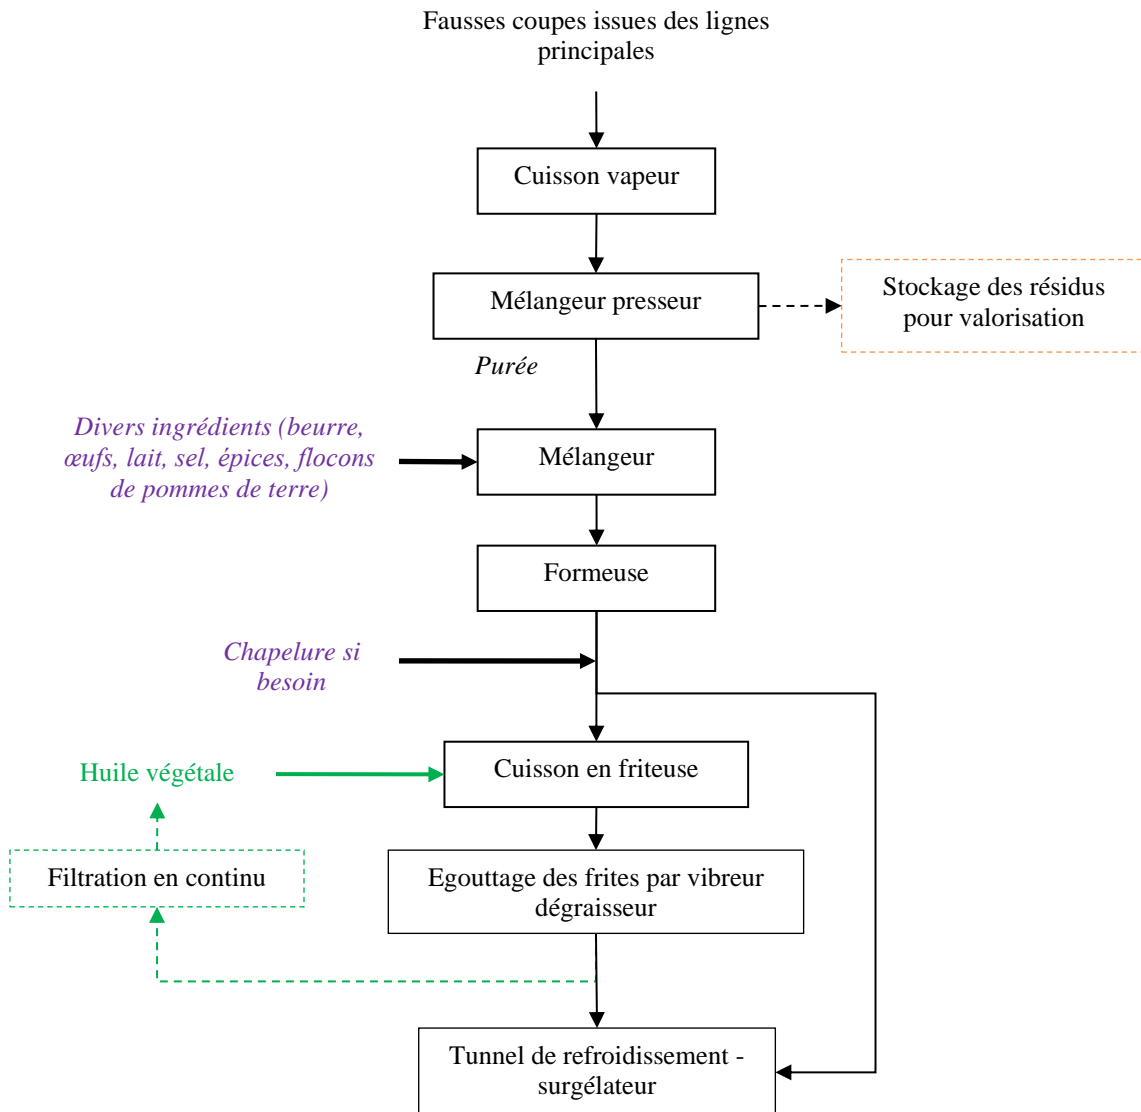 Fausses coupes issues des lignes
principales
Cuisson vapeur
Mélangeur presseur
Stockage des résidus
pour valorisation
Purée
Divers ingrédients (beurre,
œufs, lait, sel, épices, flocons
de pommes de terre)
Mélangeur
Formeuse
Chapelure si
besoin
Huile végétale
Cuisson en friteuse
Filtration en continu
Egouttage des frites par vibreur
dégraisseur
Tunnel de refroidissement -
surgélateur